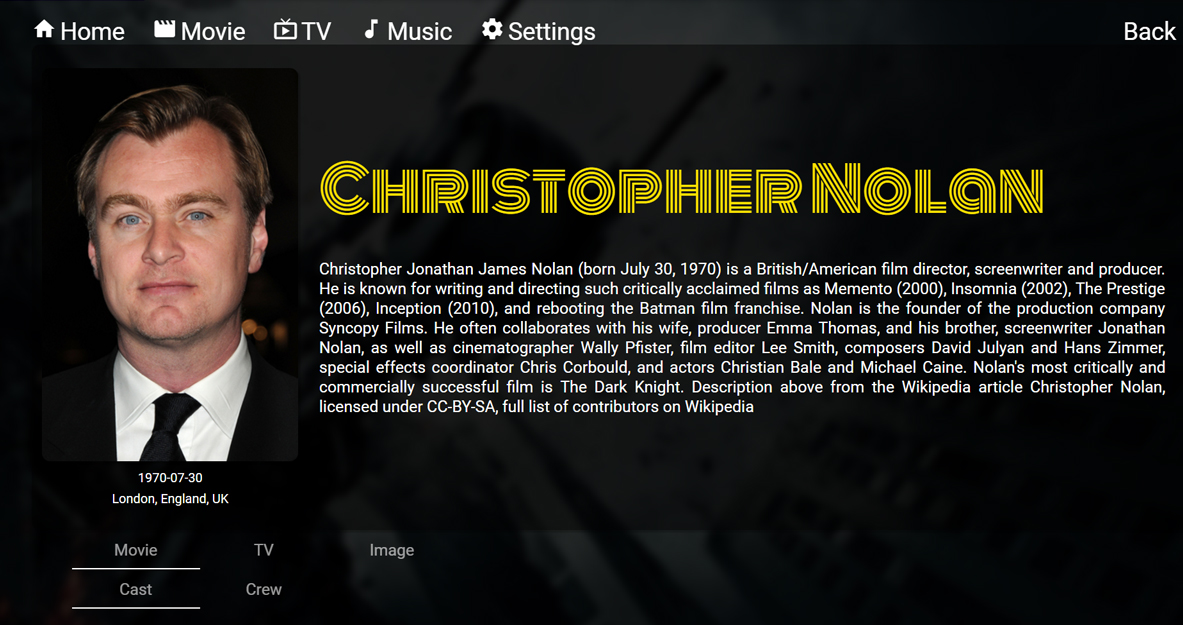 Home Movie TV Music Settings Back
Christopher Nolan
Christopher Jonathan James Nolan (born July 30, 1970) is a British/American film director, screenwriter and producer.
He is known for writing and directing such critically acclaimed films as Memento (2000), Insomnia (2002), The Prestige
(2006), Inception (2010), and rebooting the Batman film franchise. Nolan is the founder of the production company
Syncopy Films. He often collaborates with his wife, producer Emma Thomas, and his brother, screenwriter Jonathan
Nolan, as well as cinematographer Wally Pfister, film editor Lee Smith, composers David Julyan and Hans Zimmer,
special effects coordinator Chris Corbould, and actors Christian Bale and Michael Caine. Nolan's most critically and
commercially successful film is The Dark Knight. Description above from the Wikipedia article Christopher Nolan,
licensed under CC-BY-SA, full list of contributors on Wikipedia
1970-07-30
London, England, UK
Movie TV Image
Cast Crew